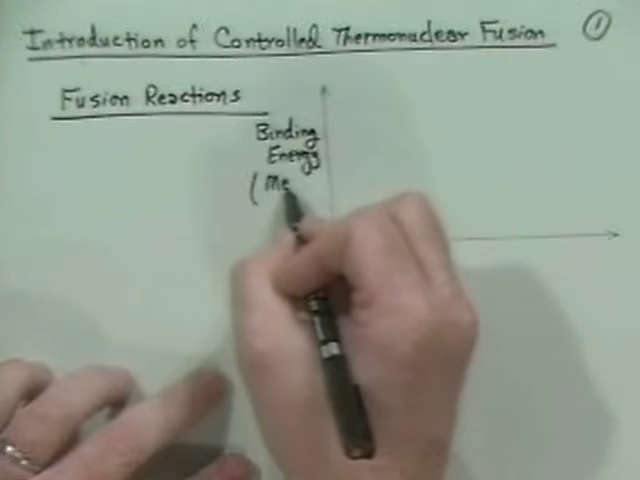 Introduction of Controlled Thermonuclear Fusion
1
Fusion Reactions
Binding
Energy
(Me